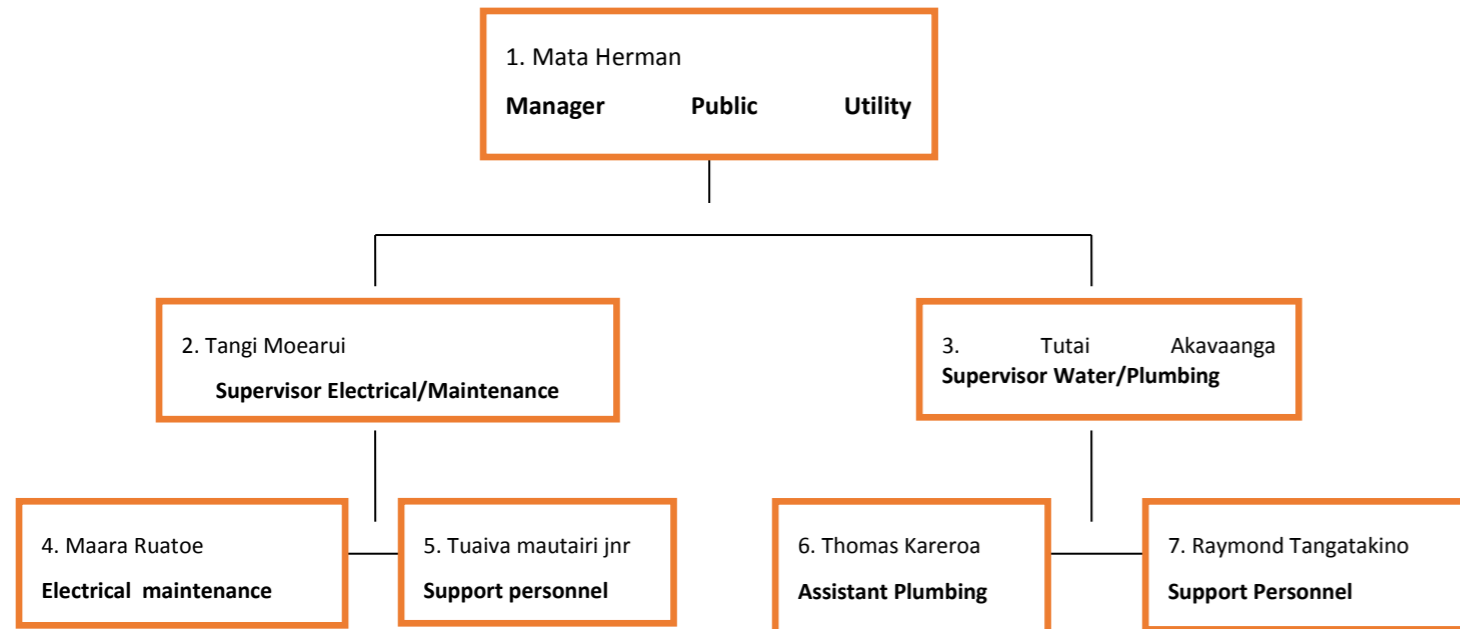 1. Mata Herman
Manager Public Utility
2. Tangi Moearui
Supervisor Electrical/Maintenance
3. Tutai Akavaanga
Supervisor Water/Plumbing
4. Maara Ruatoe
Electrical maintenance
5. Tuaiva mautairi jnr
Support personnel
6. Thomas Kareroa
Assistant Plumbing
7. Raymond Tangatakino
Support Personnel